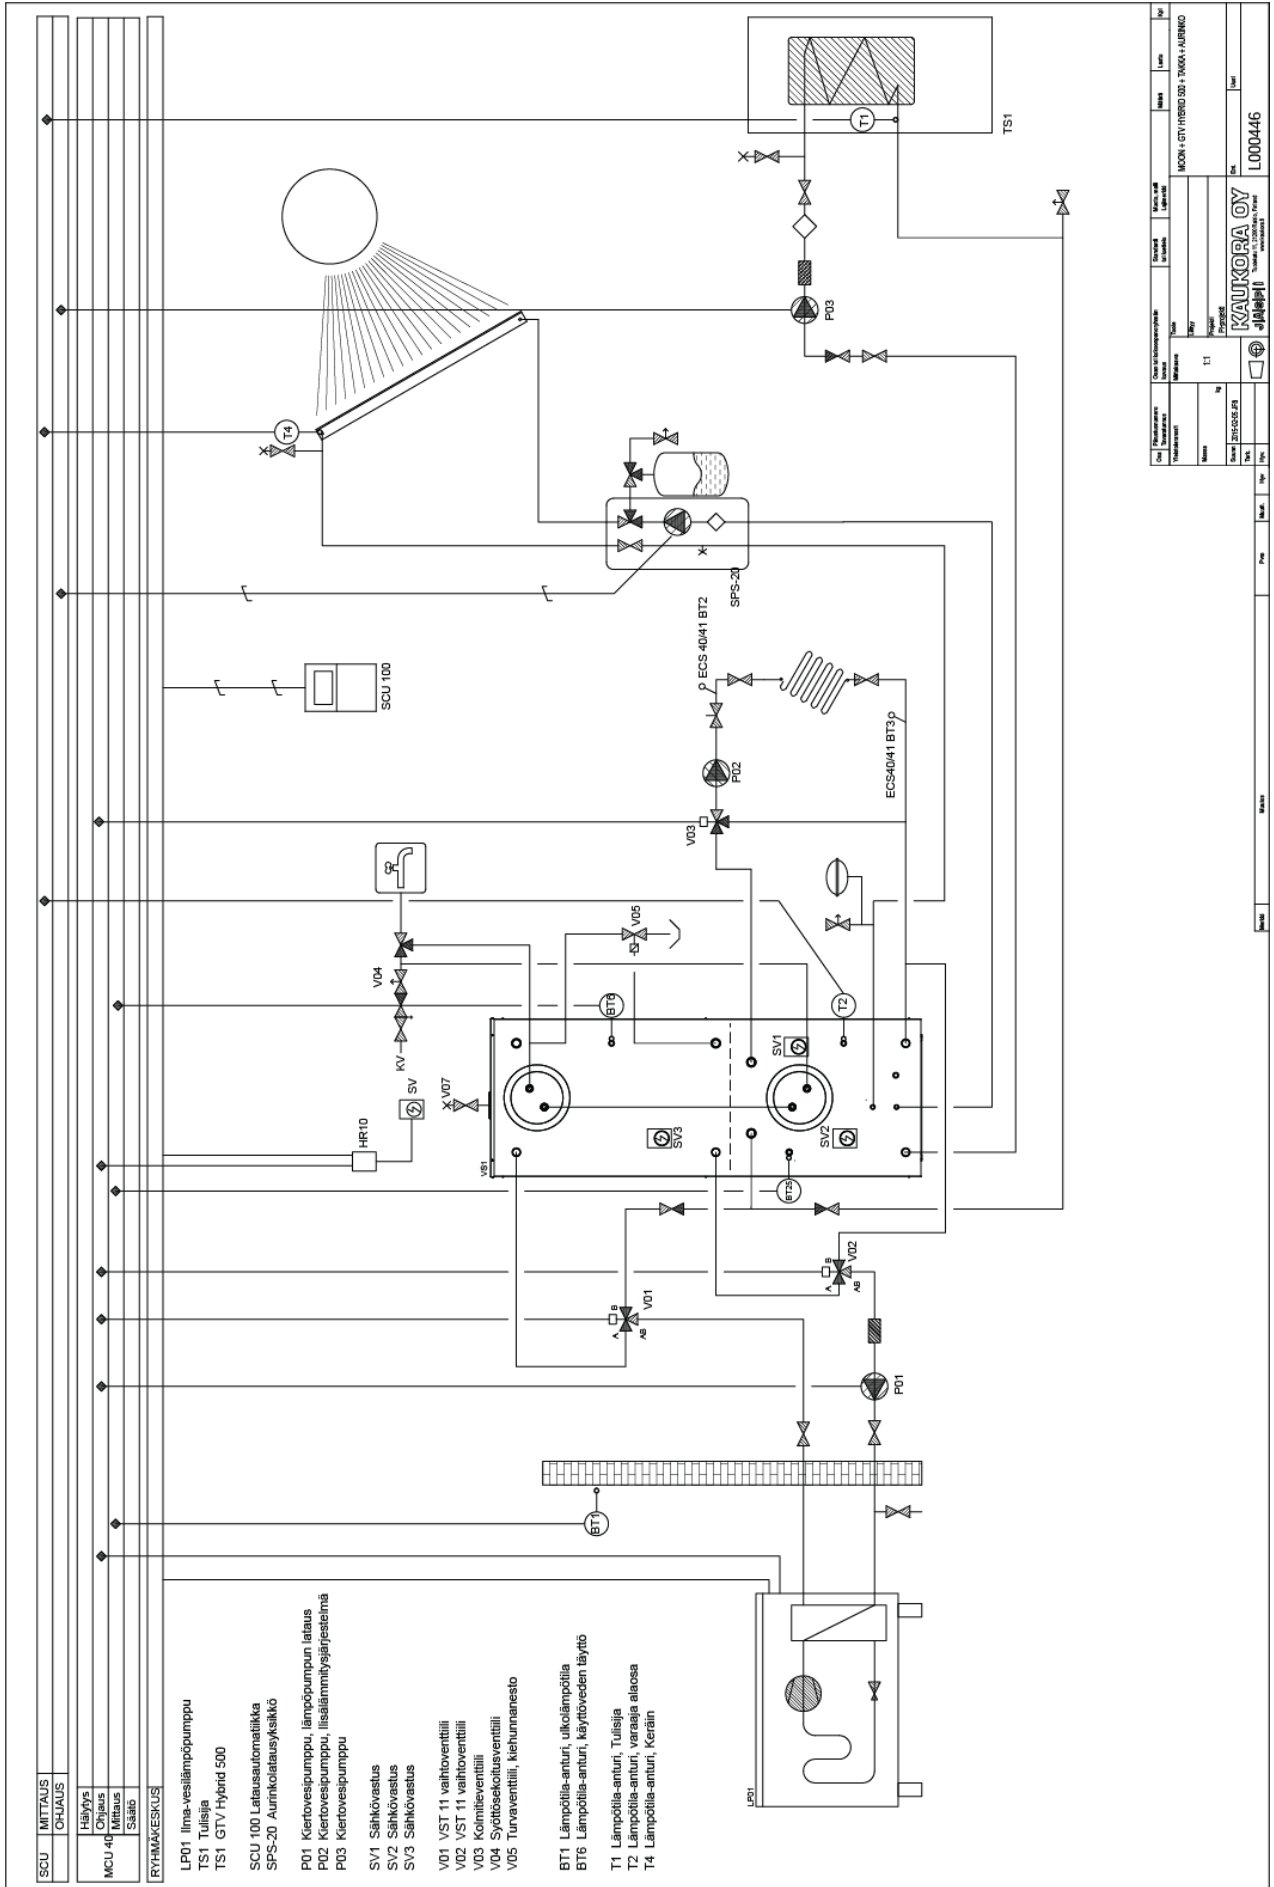 SCU MITTAUS
OHJAUS
MCU 40 Hälytys
Ohjaus
Mittaus
Säätö
RYHMÄKESKUS
LP01 Ilma-vesilämpöpumppu
TS1 Tulisija
TS1 GTV Hybrid 500
SCU 100 Latausautomatiikka
SPS-20 Aurinkolatausyksikkö
P01 Kiertovesipumppu, lämpöpumpun lataus
P02 Kiertovesipumppu, lisälämmitysjärjestelmä
P03 Kiertovesipumppu
SV1 Sähkövastus
SV2 Sähkövastus
SV3 Sähkövastus
V01 VST 11 vaihtoventtiili
V02 VST 11 vaihtoventtiili
V03 Kolmitieventtiili
V04 Syöttösekoitusventtiili
V05 Turvaventtiili, kiehunnanesto
BT1 Lämpötila-anturi, ulkolämpötila
BT6 Lämpötila-anturi, käyttöveden täyttö
T1 Lämpötila-anturi, Tulisija
T2 Lämpötila-anturi, varaaja alaosa
T4 Lämpötila-anturi, Keräin
LP01
BT1
P01
A
B
AB
V01
A
B
AB
V02
HR10
SV
KV
V04
V07
VS1
BT6
BT25
SV3
SV2
SV1
T2
V05
V03
P02
ECS 40/41 BT2
ECS40/41 BT3
SCU 100
SPS-20
T4
P03
T1
TS1
MOON + GTV HYBRID 500 + TAKKA + AURINKO
1:1
kg
KAUKORA OY
L000446